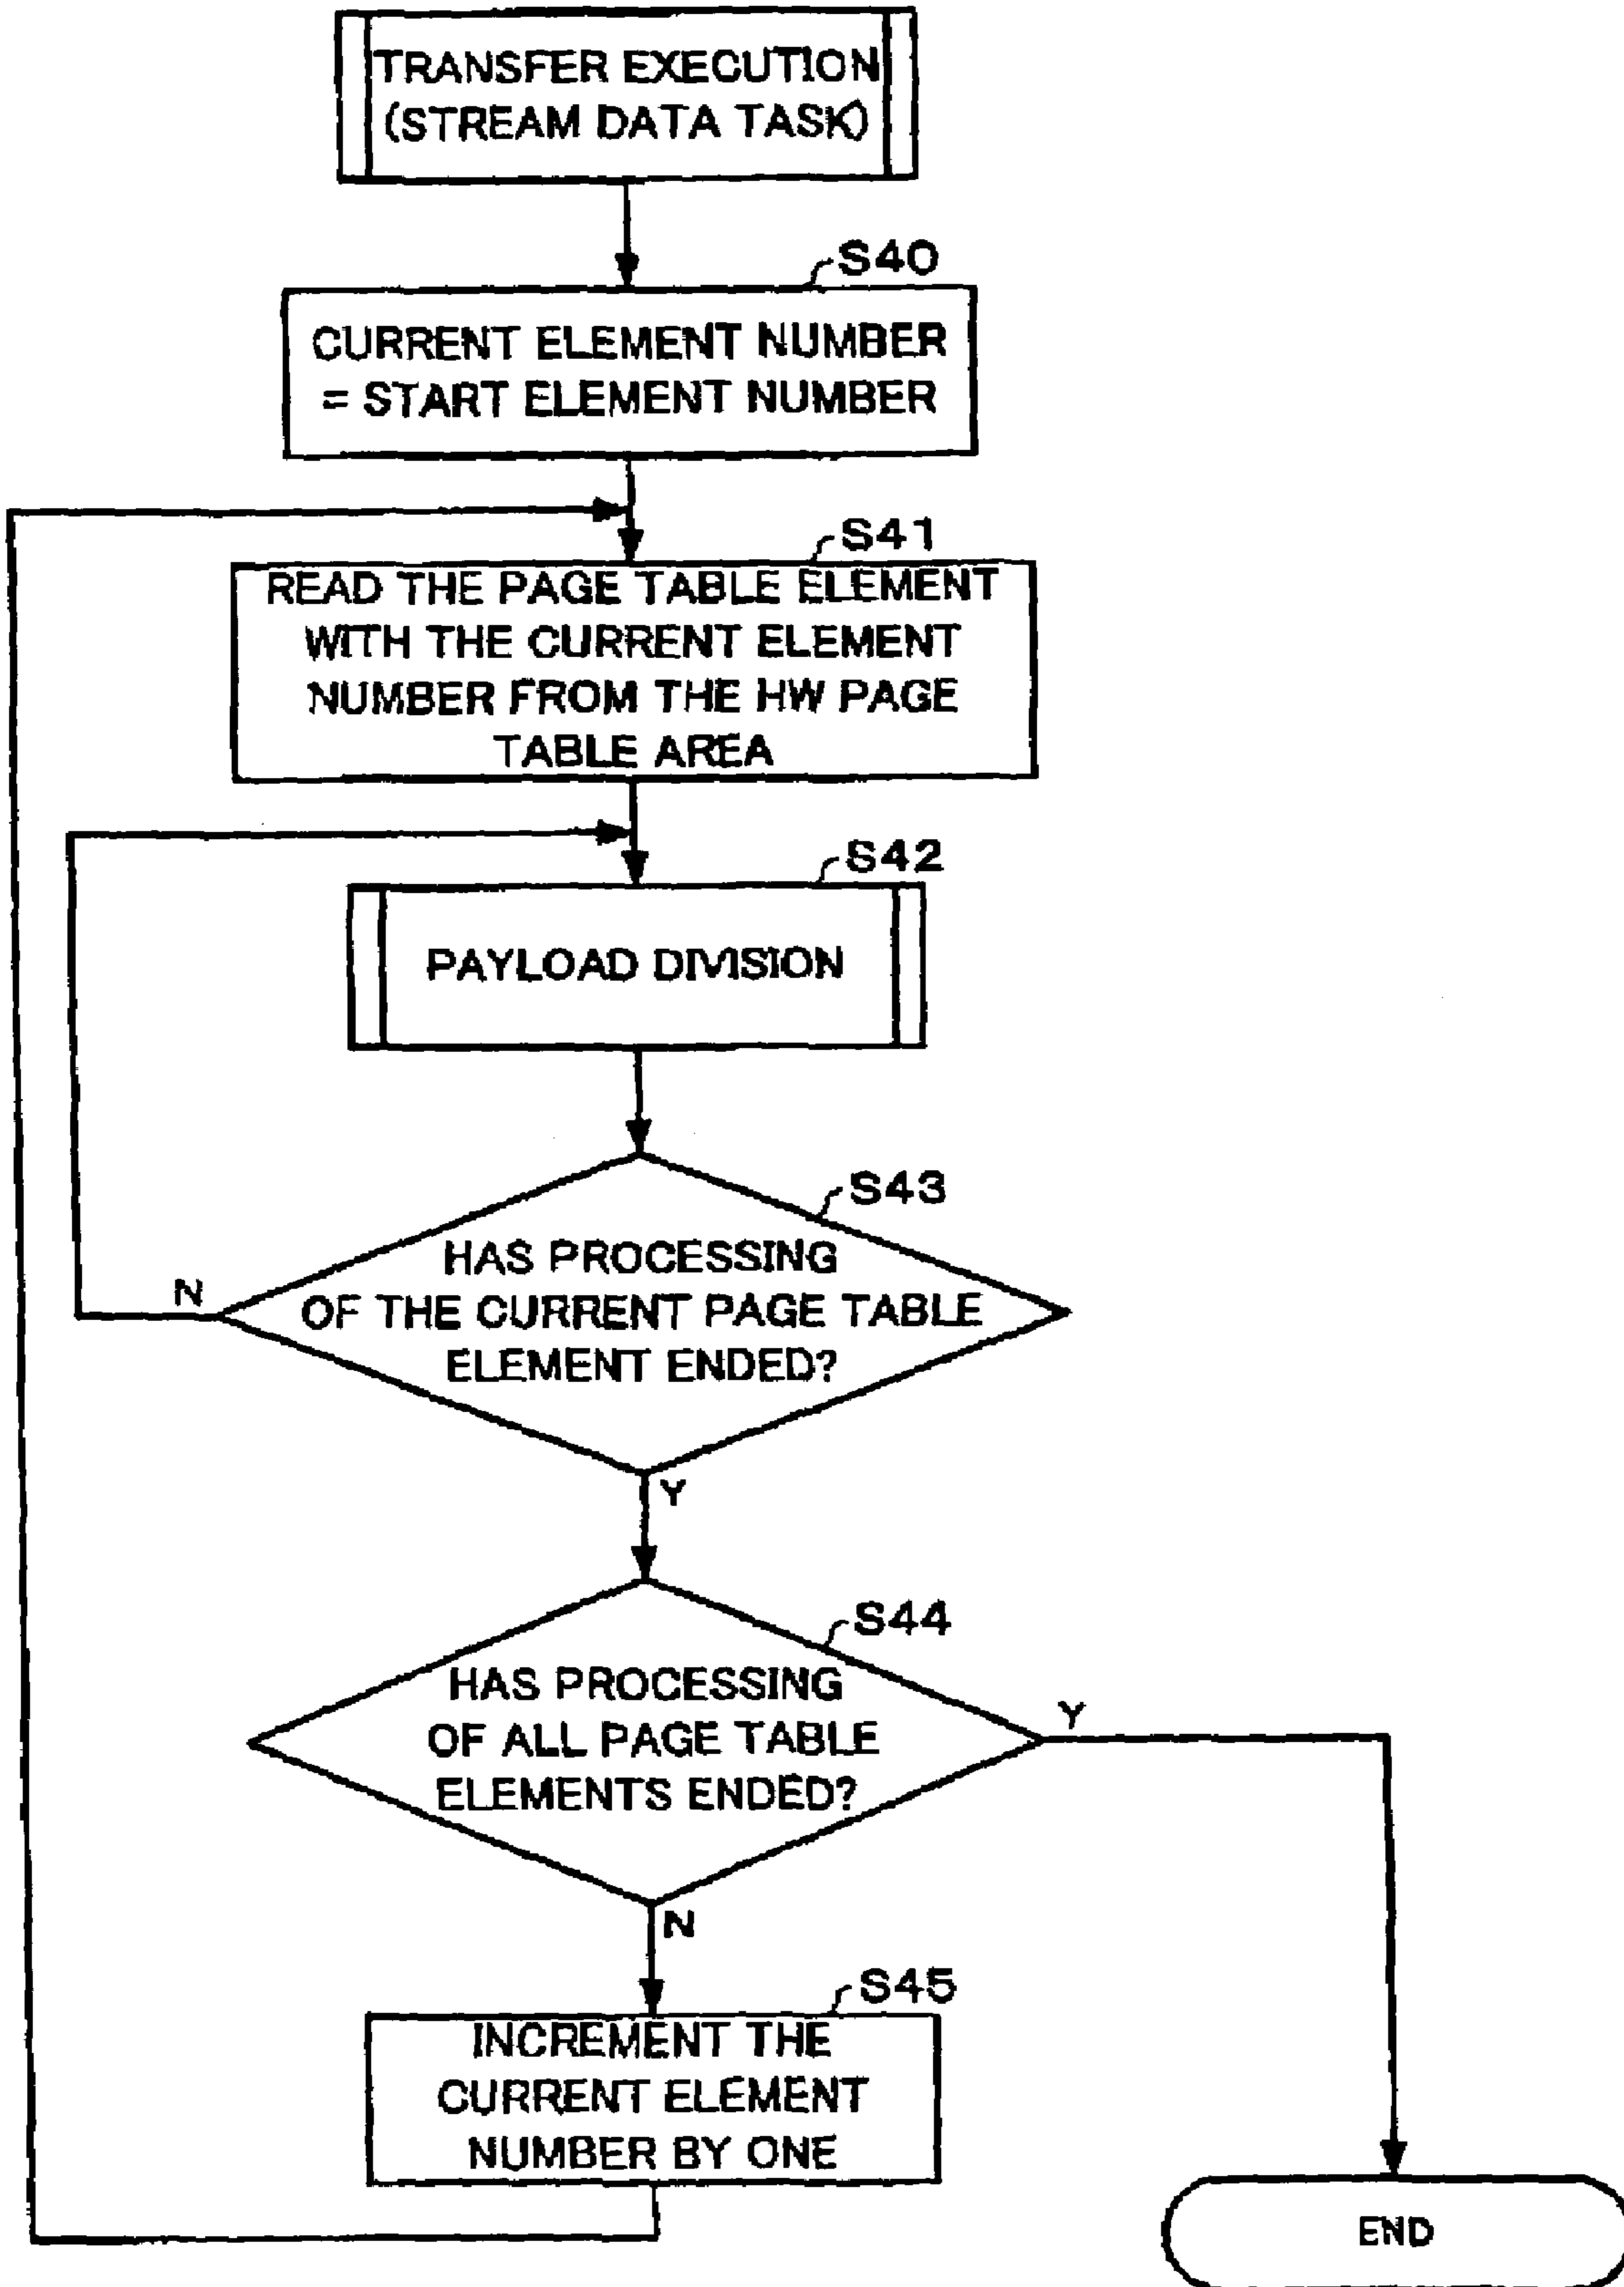 TRANSFER EXECUTION
(STREAM DATA TASK)
S40
CURRENT ELEMENT NUMBER
= START ELEMENT NUMBER
S41
READ THE PAGE TABLE ELEMENT
WITH THE CURRENT ELEMENT
NUMBER FROM THE HW PAGE
TABLE AREA
S42
PAYLOAD DIVISION
S43
HAS PROCESSING
OF THE CURRENT PAGE TABLE
ELEMENT ENDED?
N
Y
S44
HAS PROCESSING
OF ALL PAGE TABLE
ELEMENTS ENDED?
Y
N
S45
INCREMENT THE
CURRENT ELEMENT
NUMBER BY ONE
END